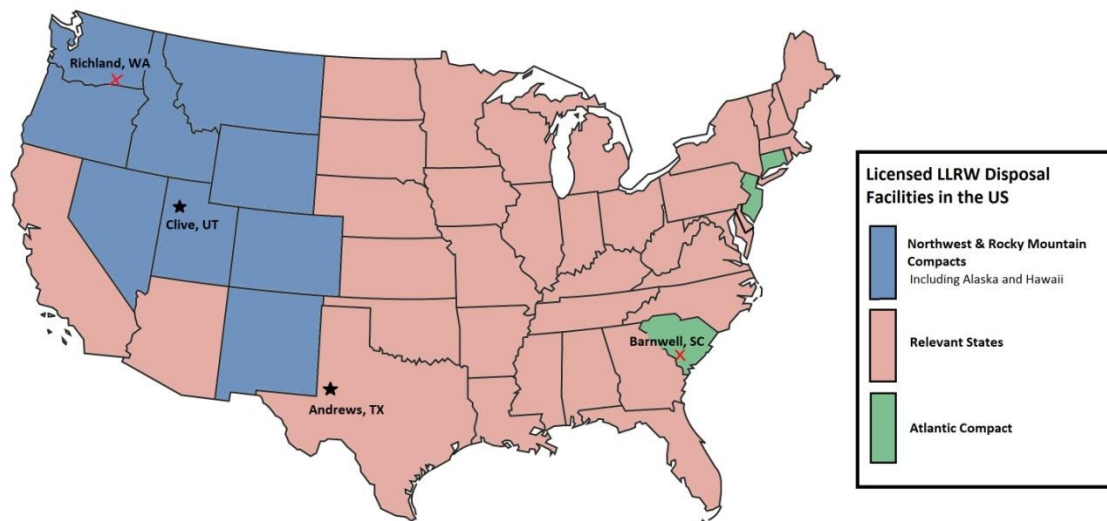 Richland, WA
Clive, UT
Andrews, TX
Barnwell, SC
Licensed LLRW Disposal
Facilities in the US
Northwest & Rocky Mountain
Compacts
Including Alaska and Hawaii
Relevant States
Atlantic Compact